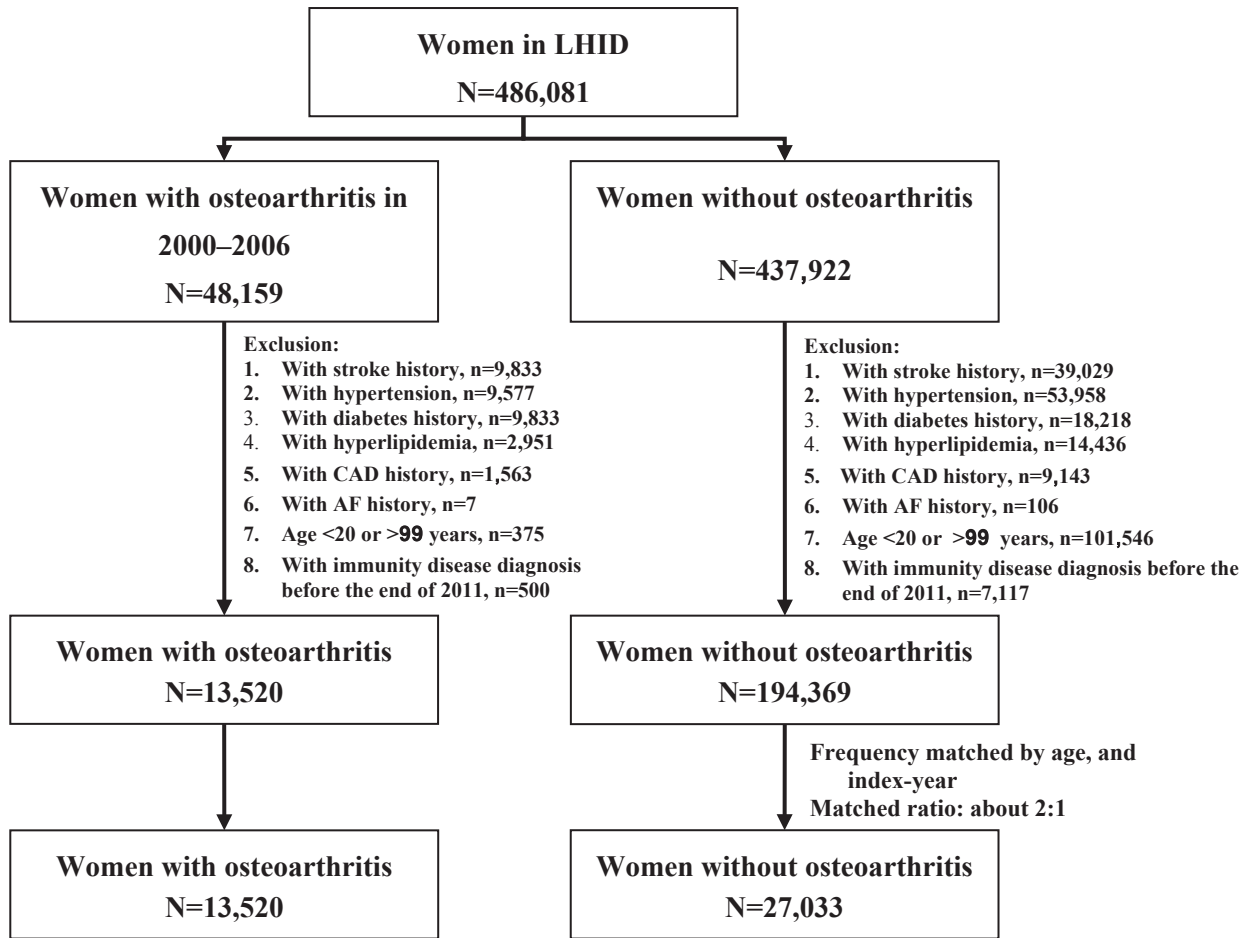 Women in LHID
N=486,081
Women with osteoarthritis in
2000–2006
N=48,159
Women without osteoarthritis
N=437,922
Exclusion:
1. With stroke history, n=9,833
2. With hypertension, n=9,577
3. With diabetes history, n=9,833
4. With hyperlipidemia, n=2,951
5. With CAD history, n=1,563
6. With AF history, n=7
7. Age <20 or >99 years, n=375
8. With immunity disease diagnosis
before the end of 2011, n=500
Exclusion:
1. With stroke history, n=39,029
2. With hypertension, n=53,958
3. With diabetes history, n=18,218
4. With hyperlipidemia, n=14,436
5. With CAD history, n=9,143
6. With AF history, n=106
7. Age <20 or >99 years, n=101,546
8. With immunity disease diagnosis before the
end of 2011, n=7,117
Women with osteoarthritis
N=13,520
Women without osteoarthritis
N=194,369
Frequency matched by age, and
index-year
Matched ratio: about 2:1
Women with osteoarthritis
N=13,520
Women without osteoarthritis
N=27,033